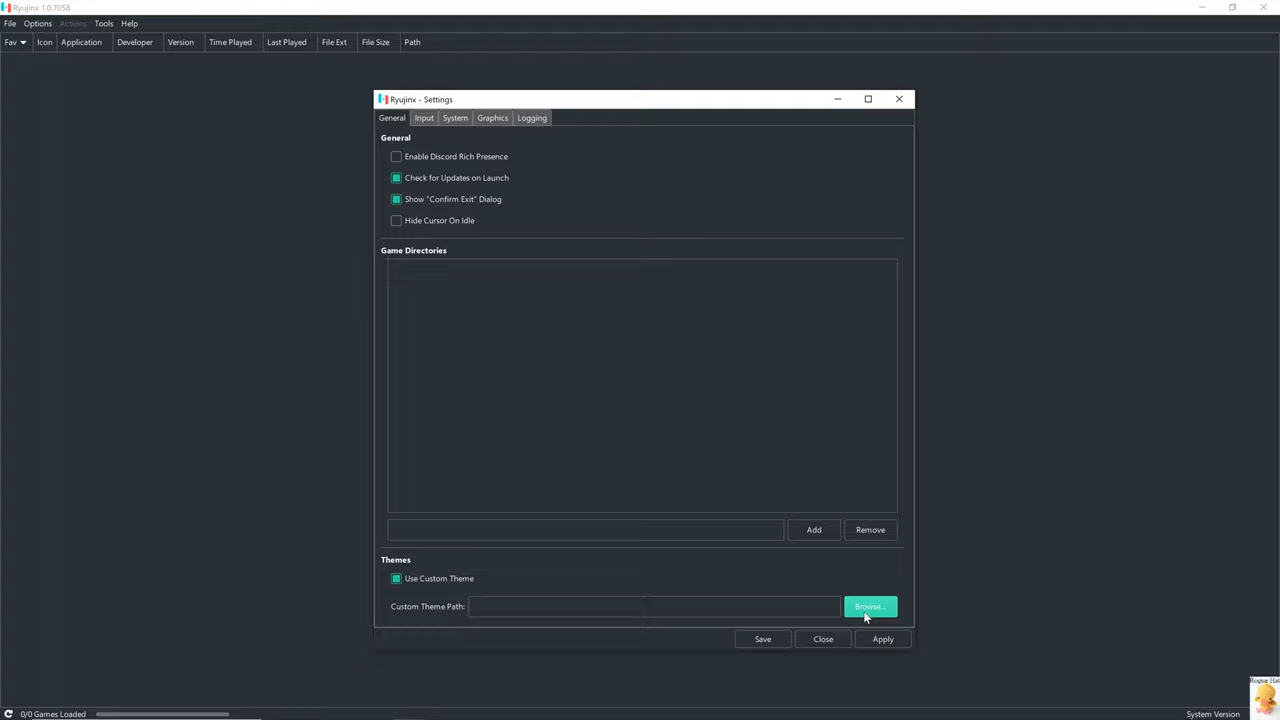 Ryujinx 1.0.7058
File Options Actions Tools Help
Fav Icon Application Developer Version Time Played Last Played File Ext File Size Path
Ryujinx - Settings
General Input System Graphics Logging
General
Enable Discord Rich Presence
Check for Updates on Launch
Show "Confirm Exit" Dialog
Hide Cursor On Idle
Game Directories
Add Remove
Themes
Use Custom Theme
Custom Theme Path: Browse...
Save Close Apply
Rogue Hat
0/0 Games Loaded System Version